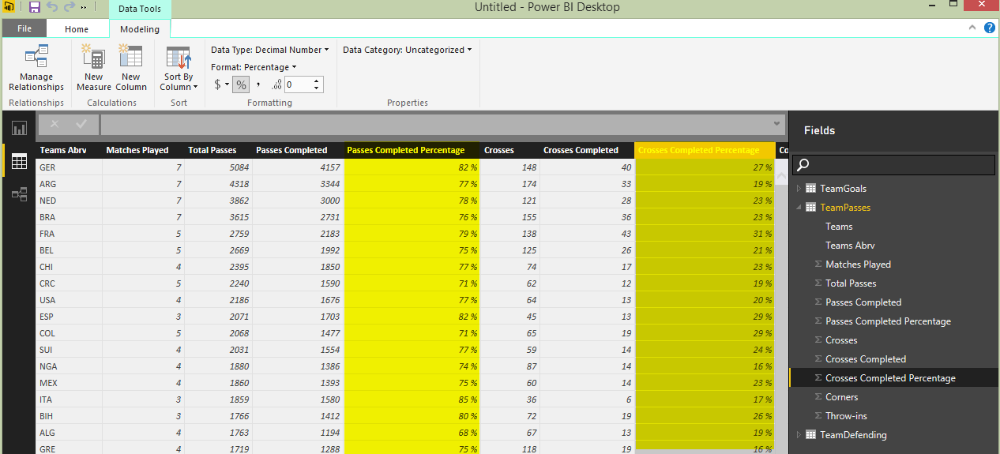 Data Tools
Untitled - Power BI Desktop
File Home Modeling
Manage Relationships
New Measure
New Column
Sort By Column
Data Type: Decimal Number
Format: Percentage
$ % , .00 0
Data Category: Uncategorized
Relationships Calculations Sort Formatting Properties
Teams Abrv Matches Played Total Passes Passes Completed Passes Completed Percentage Crosses Crosses Completed Crosses Completed Percentage Co
GER 7 5084 4157 82 % 148 40 27 %
ARG 7 4318 3344 77 % 174 33 19 %
NED 7 3862 3000 78 % 121 28 23 %
BRA 7 3615 2731 76 % 155 36 23 %
FRA 5 2759 2183 79 % 138 43 31 %
BEL 5 2669 1992 75 % 125 26 21 %
CHI 4 2395 1850 77 % 74 17 23 %
CRC 5 2240 1590 71 % 62 12 19 %
USA 4 2186 1676 77 % 64 13 20 %
ESP 3 2071 1703 82 % 45 13 29 %
COL 5 2068 1477 71 % 65 19 29 %
SUI 4 2031 1554 77 % 59 14 24 %
NGA 4 1880 1386 74 % 87 14 16 %
MEX 4 1860 1393 75 % 60 14 23 %
ITA 3 1859 1580 85 % 36 6 17 %
BIH 3 1766 1412 80 % 72 19 26 %
ALG 4 1763 1194 68 % 67 13 19 %
GRE 4 1719 1288 75 % 118 19 16 %
Fields
TeamGoals
TeamPasses
Teams
Teams Abrv
Matches Played
Total Passes
Passes Completed
Passes Completed Percentage
Crosses
Crosses Completed
Crosses Completed Percentage
Corners
Throw-ins
TeamDefending